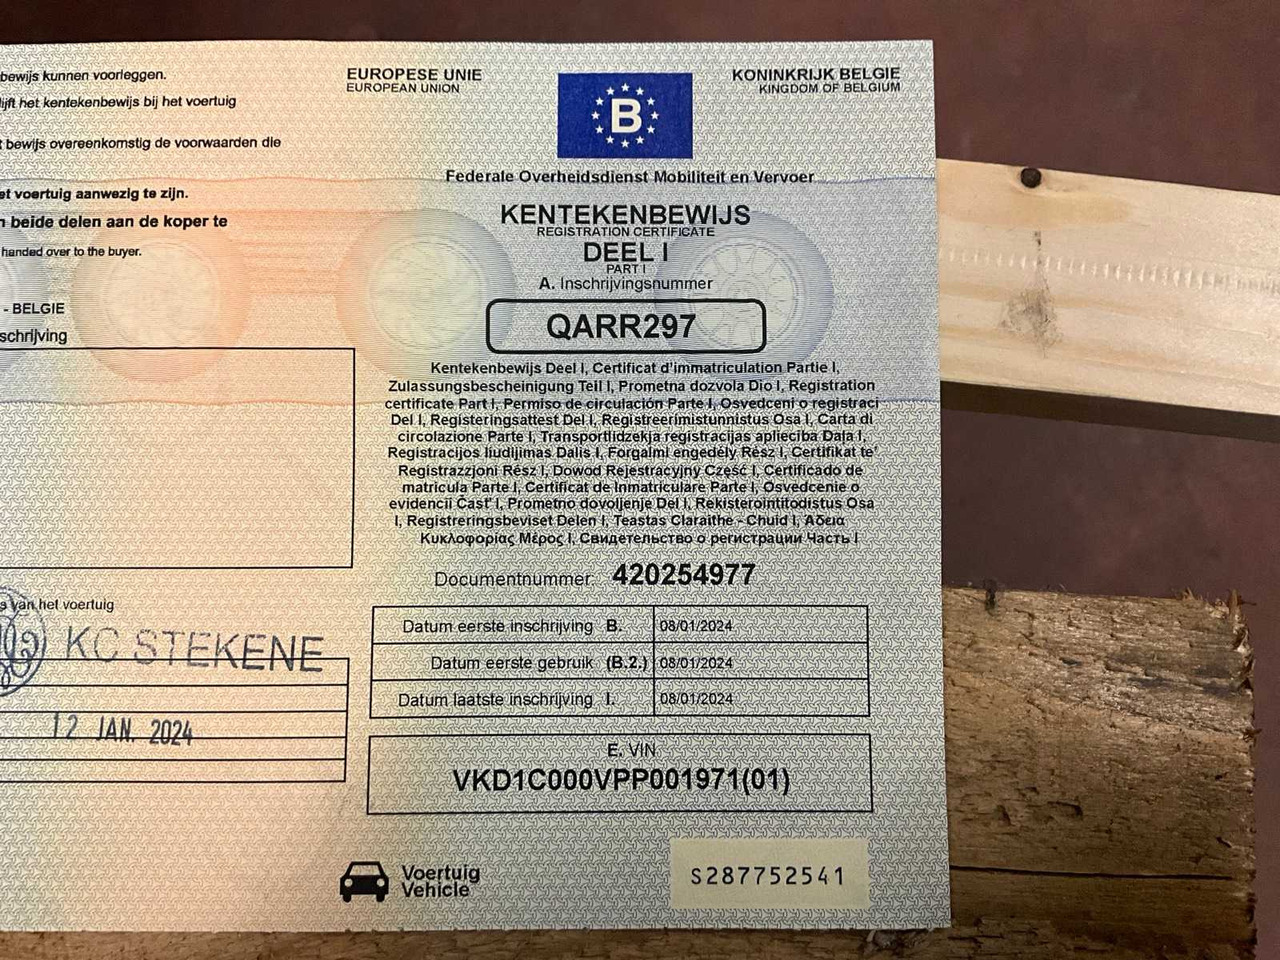 bewijs kunnen voorleggen.
ijft het kentekenbewijs bij het voertuig
bewijs overeenkomstig de voorwaarden die
et voertuig aanwezig te zijn.
n beide delen aan de koper te
handed over to the buyer.
- BELGIE
schrijving
s van het voertuig
KC STEKENE
12 JAN. 2024
EUROPESE UNIE
EUROPEAN UNION
B
KONINKRIJK BELGIE
KINGDOM OF BELGIUM
Federale Overheidsdienst Mobiliteit en Vervoer
KENTEKENBEWIJS
REGISTRATION CERTIFICATE
DEEL I
PART I
A. Inschrijvingsnummer
QARR297
Kentekenbewijs Deel I, Certificat d'immatriculation Partie I,
Zulassungsbescheinigung Teil I, Prometna dozvola Dio I, Registration
certificate Part I, Permiso de circulación Parte I, Osvedceni o registraci
Del I, Registeringsattest Del I, Registreerimistunnistus Osa I, Carta di
circolazione Parte I, Transportlidzekja registracijas aplieciba Daļa I,
Registracijos liudijimas Dalis I, Forgalmi engedély Rész I, Certifikat te'
Registrazzjoni Rész I, Dowod Rejestracyjny Część I, Certificado de
matricula Parte I, Certificat de Inmatriculare Parte I, Osvedcenie o
evidencii Časť I, Prometno dovoljenje Del I, Rekisterointitodistus Osa
I, Registreringsbeviset Delen I, Teastas Claraithe - Chuid I, Αδεια
Κυκλοφορίας Μέρος I, Свидетельство о регистрации Часть I
Documentnummer 420254977
Datum eerste inschrijving B. 08/01/2024
Datum eerste gebruik (B.2.) 08/01/2024
Datum laatste inschrijving I. 08/01/2024
E. VIN
VKD1C000VPP001971(01)
Voertuig
Vehicle
S287752541